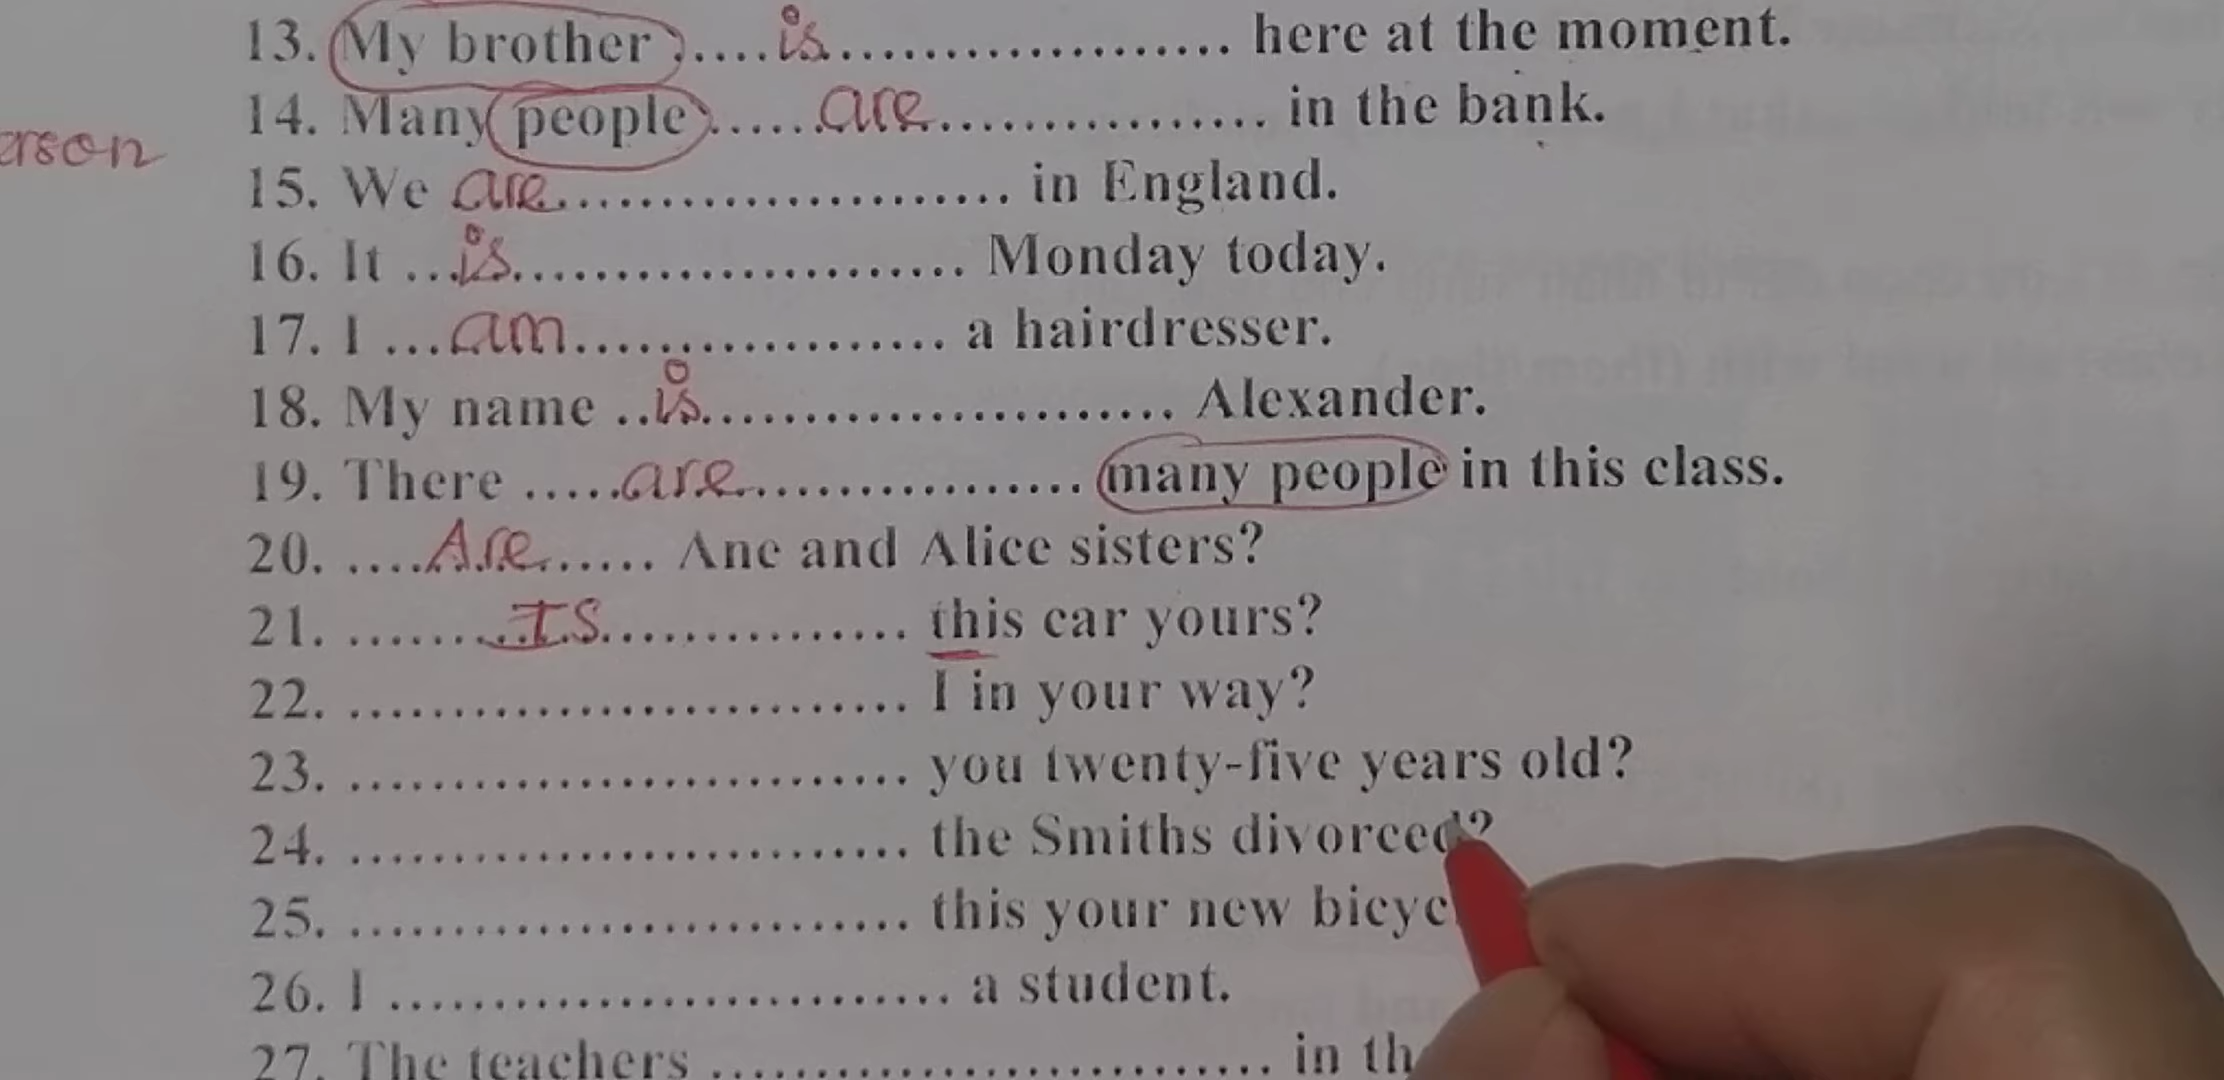 13. My brother .....is..................... here at the moment.
14. Many people ......are................. in the bank.
erson
15. We are...................... in England.
16. It ...is...................... Monday today.
17. I ...am.................. a hairdresser.
18. My name ..is....................... Alexander.
19. There .....are................. many people in this class.
20. ....Are...... Ane and Alice sisters?
21. ........Is............... this car yours?
22. ........................... I in your way?
23. ........................... you twenty-five years old?
24. ........................... the Smiths divorced?
25. ........................... this your new
26. I ........................... a student.
27. The teachers ........................... in